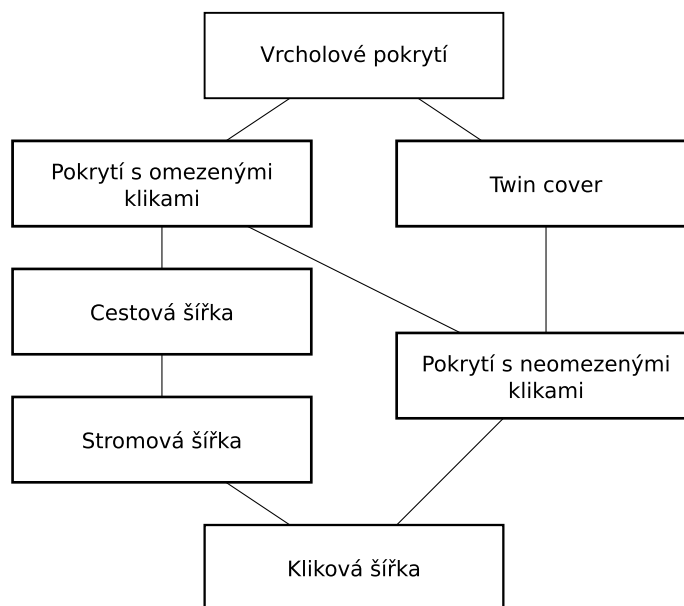 Vrcholové pokrytí
Pokrytí s omezenými
klikami
Twin cover
Cestová šířka
Pokrytí s neomezenými
klikami
Stromová šířka
Kliková šířka